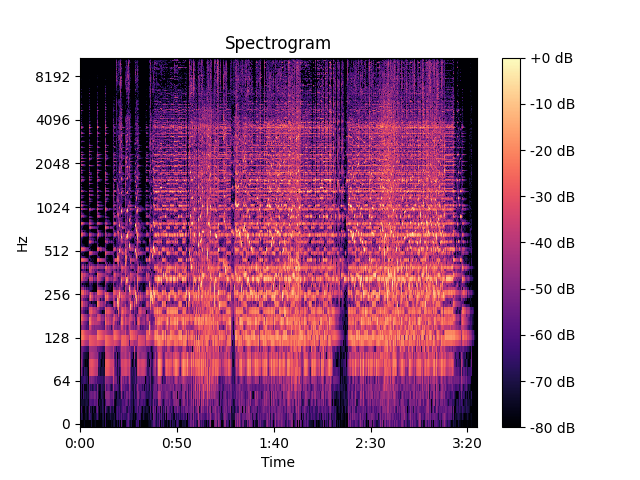 Spectrogram
8192
4096
2048
1024
512
256
128
64
0
Hz
0:00
0:50
1:40
2:30
3:20
Time
+0 dB
-10 dB
-20 dB
-30 dB
-40 dB
-50 dB
-60 dB
-70 dB
-80 dB